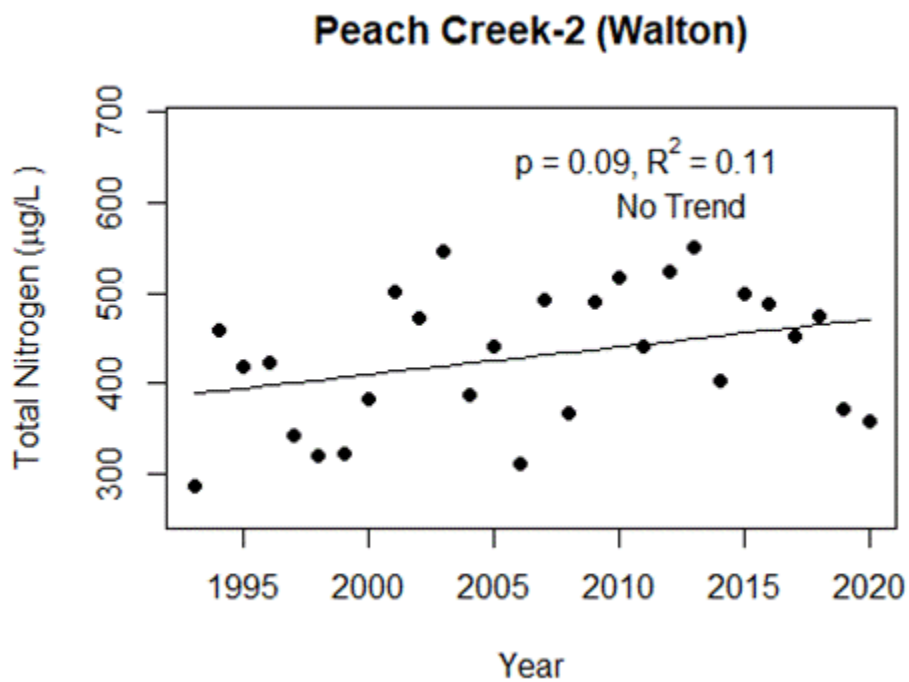 Peach Creek-2 (Walton)
p = 0.09, R² = 0.11
No Trend
Total Nitrogen (µg/L )
700
600
500
400
300
1995 2000 2005 2010 2015 2020
Year